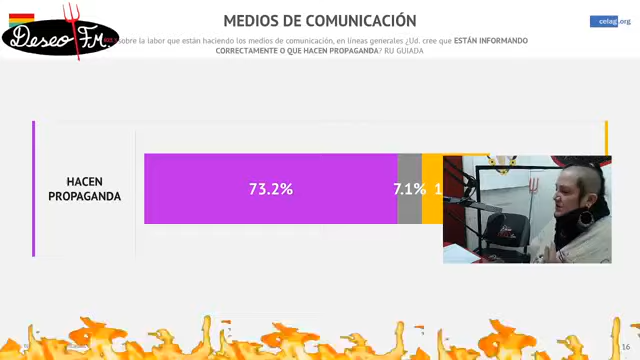 MEDIOS DE COMUNICACIÓN
celag.org
Deseo FM.
sobre la labor que están haciendo los medios de comunicación, en líneas generales ¿Ud. cree que ESTÁN INFORMANDO
CORRECTAMENTE O QUE HACEN PROPAGANDA? RU GUIADA
HACEN
PROPAGANDA
73.2%
7.1%
1
16